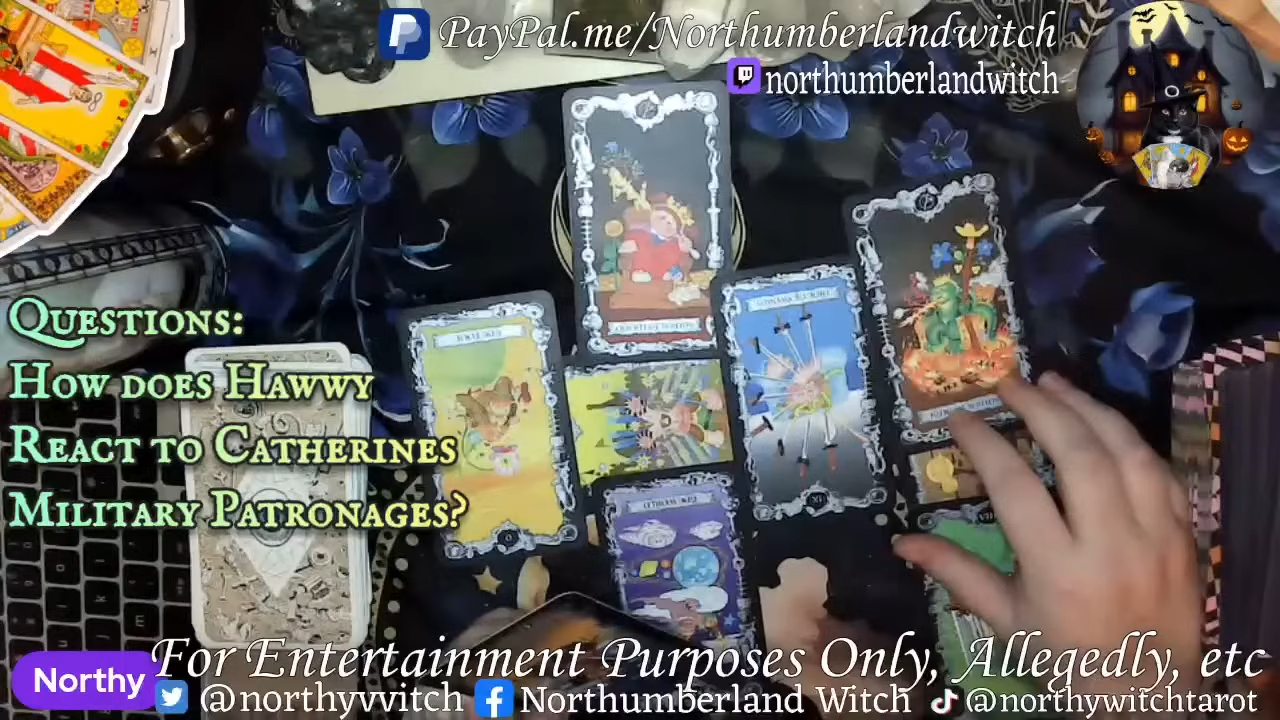 PayPal.me/Northumberlandwitch
northumberlandwitch
Questions:
How does Hawwy
React to Catherines
Military Patronages?
For Entertainment Purposes Only, Allegedly, etc
Northy
@northyvvitch
Northumberland Witch
@northywitchtarot